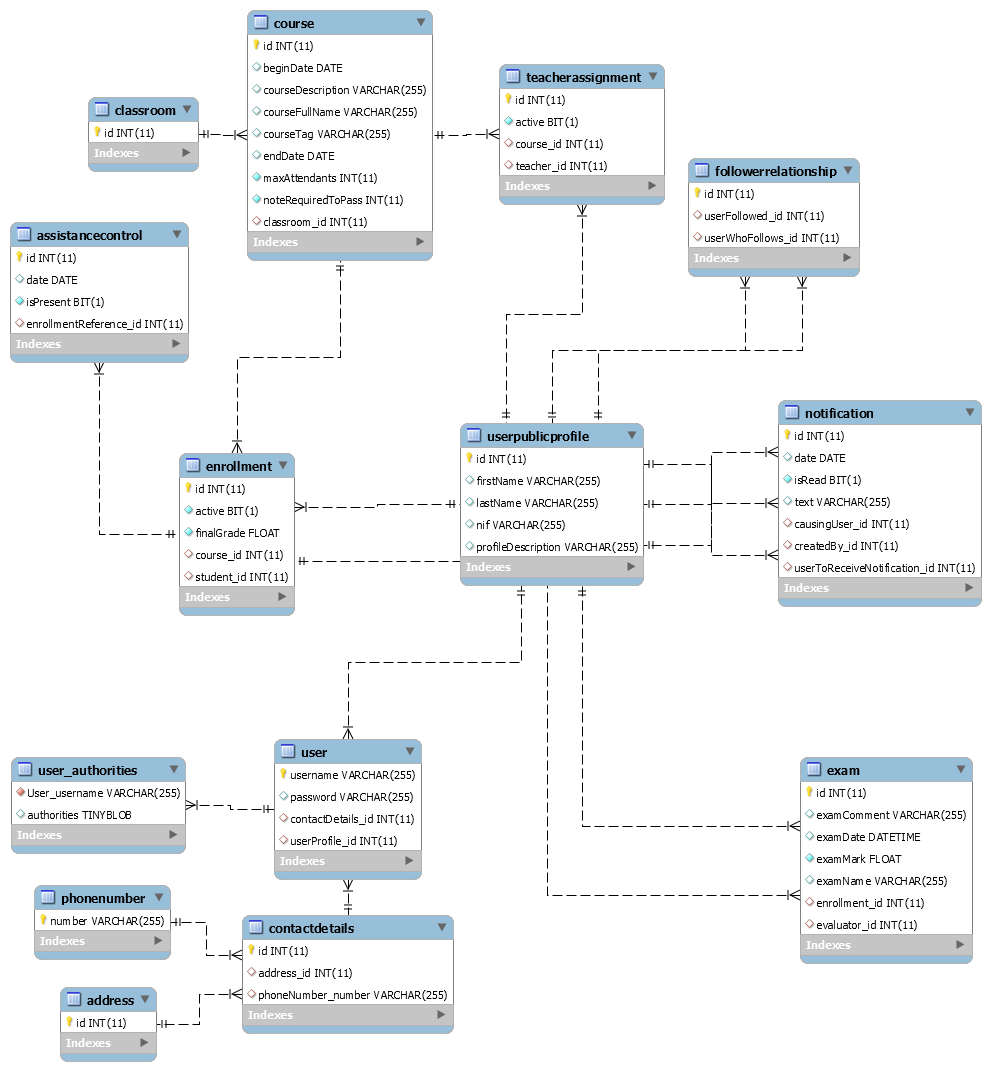 course
id INT(11)
beginDate DATE
courseDescription VARCHAR(255)
courseFullName VARCHAR(255)
courseTag VARCHAR(255)
endDate DATE
maxAttendants INT(11)
noteRequiredToPass INT(11)
classroom_id INT(11)
Indexes
teacherassignment
id INT(11)
active BIT(1)
course_id INT(11)
teacher_id INT(11)
Indexes
classroom
id INT(11)
Indexes
followerrelationship
id INT(11)
userFollowed_id INT(11)
userWhoFollows_id INT(11)
Indexes
assistancecontrol
id INT(11)
date DATE
isPresent BIT(1)
enrollmentReference_id INT(11)
Indexes
notification
id INT(11)
date DATE
isRead BIT(1)
text VARCHAR(255)
causingUser_id INT(11)
createdBy_id INT(11)
userToReceiveNotification_id INT(11)
Indexes
userpublicprofile
id INT(11)
firstName VARCHAR(255)
lastName VARCHAR(255)
nif VARCHAR(255)
profileDescription VARCHAR(255)
Indexes
enrollment
id INT(11)
active BIT(1)
finalGrade FLOAT
course_id INT(11)
student_id INT(11)
Indexes
user
username VARCHAR(255)
password VARCHAR(255)
contactDetails_id INT(11)
userProfile_id INT(11)
Indexes
user_authorities
User_username VARCHAR(255)
authorities TINYBLOB
Indexes
exam
id INT(11)
examComment VARCHAR(255)
examDate DATETIME
examMark FLOAT
examName VARCHAR(255)
enrollment_id INT(11)
evaluator_id INT(11)
Indexes
phonenumber
number VARCHAR(255)
Indexes
contactdetails
id INT(11)
address_id INT(11)
phoneNumber_number VARCHAR(255)
Indexes
address
id INT(11)
Indexes